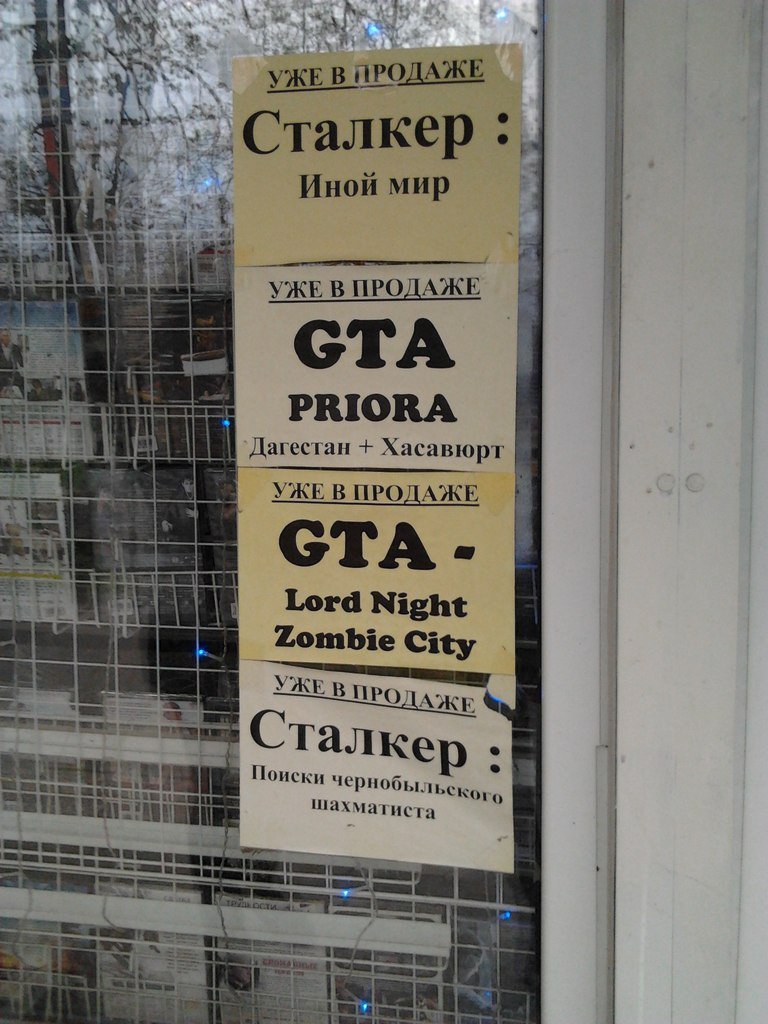 УЖЕ В ПРОДАЖЕ
Сталкер :
Иной мир
УЖЕ В ПРОДАЖЕ
GTA
PRIORA
Дагестан + Хасавюрт
УЖЕ В ПРОДАЖЕ
GTA -
Lord Night
Zombie City
УЖЕ В ПРОДАЖЕ
Сталкер :
Поиски чернобыльского
шахматиста